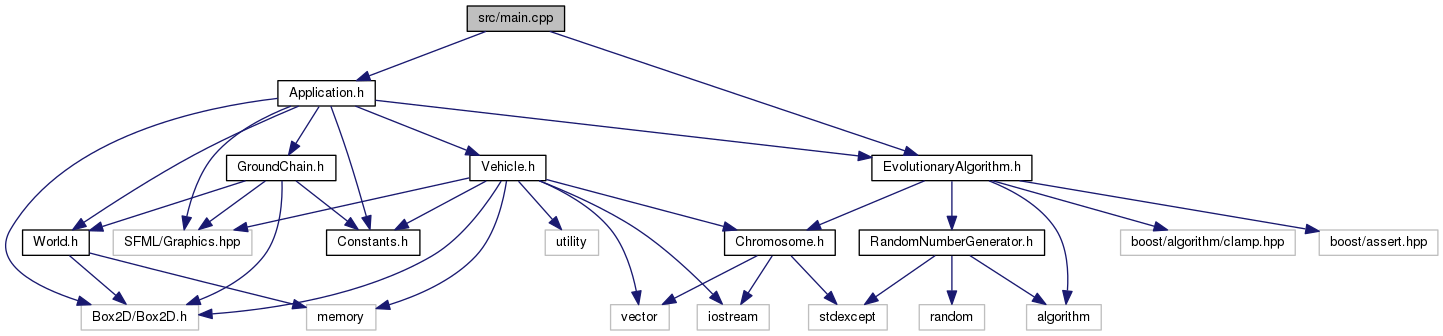 src/main.cpp
Application.h
GroundChain.h
Vehicle.h
EvolutionaryAlgorithm.h
World.h
SFML/Graphics.hpp
Constants.h
utility
Chromosome.h
RandomNumberGenerator.h
boost/algorithm/clamp.hpp
boost/assert.hpp
Box2D/Box2D.h
memory
vector
iostream
stdexcept
random
algorithm